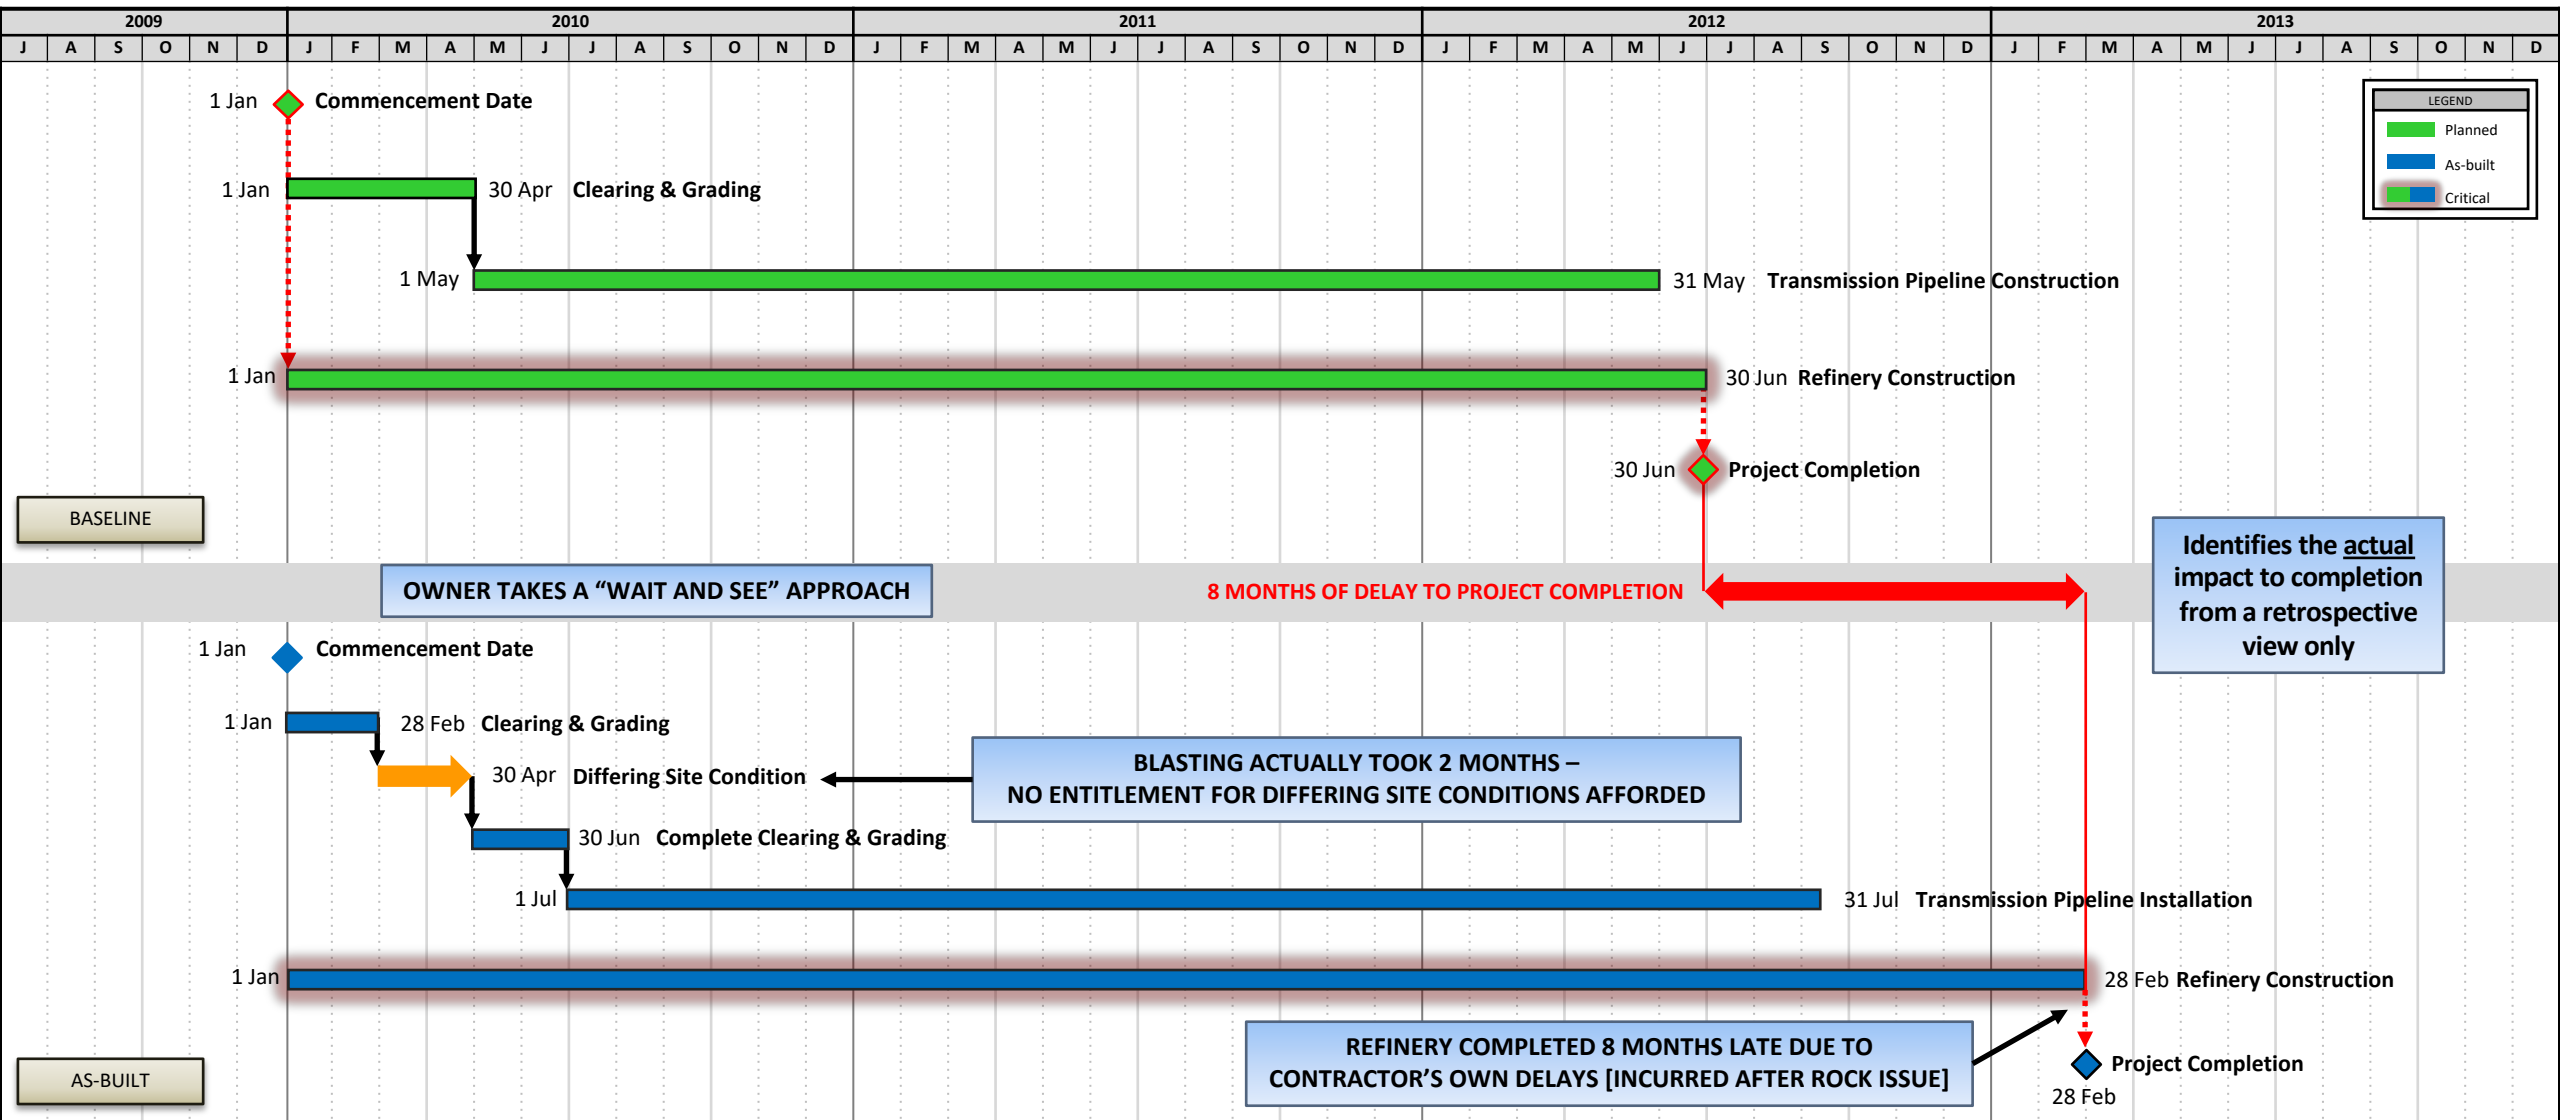 2009 2010 2011 2012 2013
J A S O N D J F M A M J J A S O N D J F M A M J J A S O N D J F M A M J J A S O N D J F M A M J J A S O N D
LEGEND
Planned
As-built
Critical
1 Jan Commencement Date
1 Jan 30 Apr Clearing & Grading
1 May 31 May Transmission Pipeline Construction
1 Jan 30 Jun Refinery Construction
30 Jun Project Completion
BASELINE
Identifies the actual
impact to completion
from a retrospective
view only
OWNER TAKES A “WAIT AND SEE” APPROACH
8 MONTHS OF DELAY TO PROJECT COMPLETION
1 Jan Commencement Date
1 Jan 28 Feb Clearing & Grading
30 Apr Differing Site Condition
BLASTING ACTUALLY TOOK 2 MONTHS –
NO ENTITLEMENT FOR DIFFERING SITE CONDITIONS AFFORDED
30 Jun Complete Clearing & Grading
1 Jul 31 Jul Transmission Pipeline Installation
1 Jan 28 Feb Refinery Construction
REFINERY COMPLETED 8 MONTHS LATE DUE TO
CONTRACTOR’S OWN DELAYS [INCURRED AFTER ROCK ISSUE]
Project Completion
28 Feb
AS-BUILT